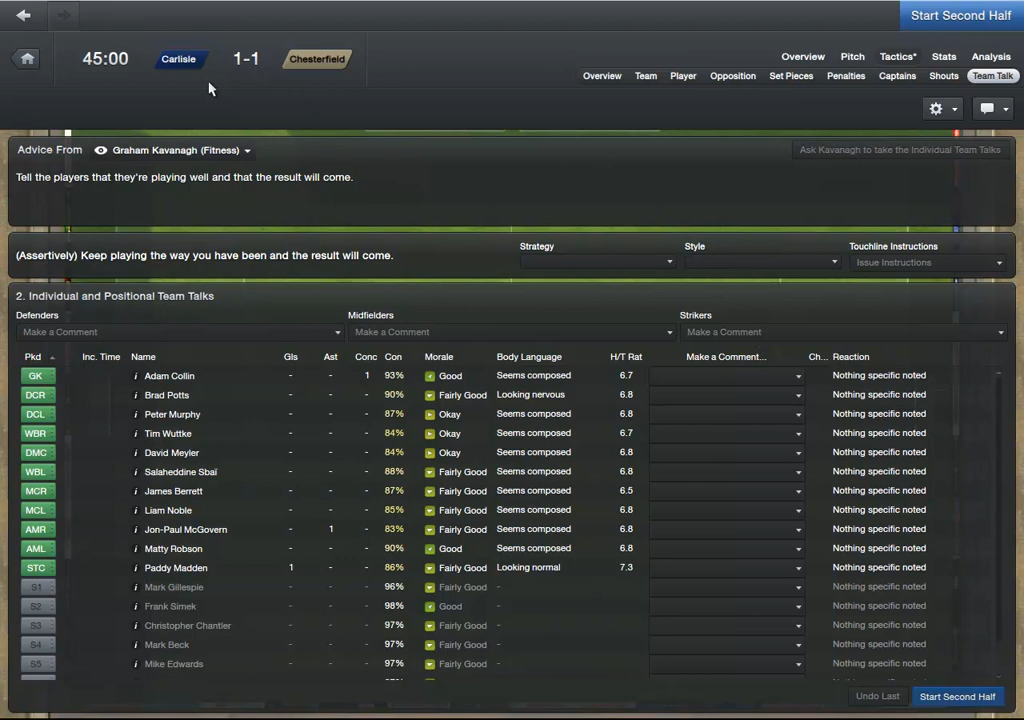 Start Second Half
45:00 Carlisle 1-1 Chesterfield
Overview Pitch Tactics* Stats Analysis
Overview Team Player Opposition Set Pieces Penalties Captains Shouts Team Talk
Advice From Graham Kavanagh (Fitness) Ask Kavanagh to take the Individual Team Talks
Tell the players that they're playing well and that the result will come.
Strategy Style Touchline Instructions
(Assertively) Keep playing the way you have been and the result will come. Issue Instructions
2. Individual and Positional Team Talks
Defenders Midfielders Strikers
Make a Comment Make a Comment Make a Comment
Pkd Inc. Time Name Gls Ast Conc Con Morale Body Language H/T Rat Make a Comment... Ch... Reaction
GK i Adam Collin - - 1 93% Good Seems composed 6.7 Nothing specific noted
DCR i Brad Potts - - - 90% Fairly Good Looking nervous 6.8 Nothing specific noted
DCL i Peter Murphy - - - 87% Okay Seems composed 6.8 Nothing specific noted
WBR i Tim Wuttke - - - 84% Okay Seems composed 6.7 Nothing specific noted
DMC i David Meyler - - - 84% Okay Seems composed 6.8 Nothing specific noted
WBL i Salaheddine Sbaï - - - 88% Fairly Good Seems composed 6.8 Nothing specific noted
MCR i James Berrett - - - 87% Fairly Good Seems composed 6.5 Nothing specific noted
MCL i Liam Noble - - - 85% Fairly Good Seems composed 6.8 Nothing specific noted
AMR i Jon-Paul McGovern - 1 - 83% Fairly Good Seems composed 6.8 Nothing specific noted
AML i Matty Robson - - - 90% Good Seems composed 6.8 Nothing specific noted
STC i Paddy Madden 1 - - 86% Fairly Good Looking normal 7.3 Nothing specific noted
S1 i Mark Gillespie - - - 96% Fairly Good - Nothing specific noted
S2 i Frank Simek - - - 98% Good - Nothing specific noted
S3 i Christopher Chantler - - - 97% Fairly Good - Nothing specific noted
S4 i Mark Beck - - - 97% Fairly Good - Nothing specific noted
S5 i Mike Edwards - - - 97% Fairly Good - Nothing specific noted
Undo Last Start Second Half